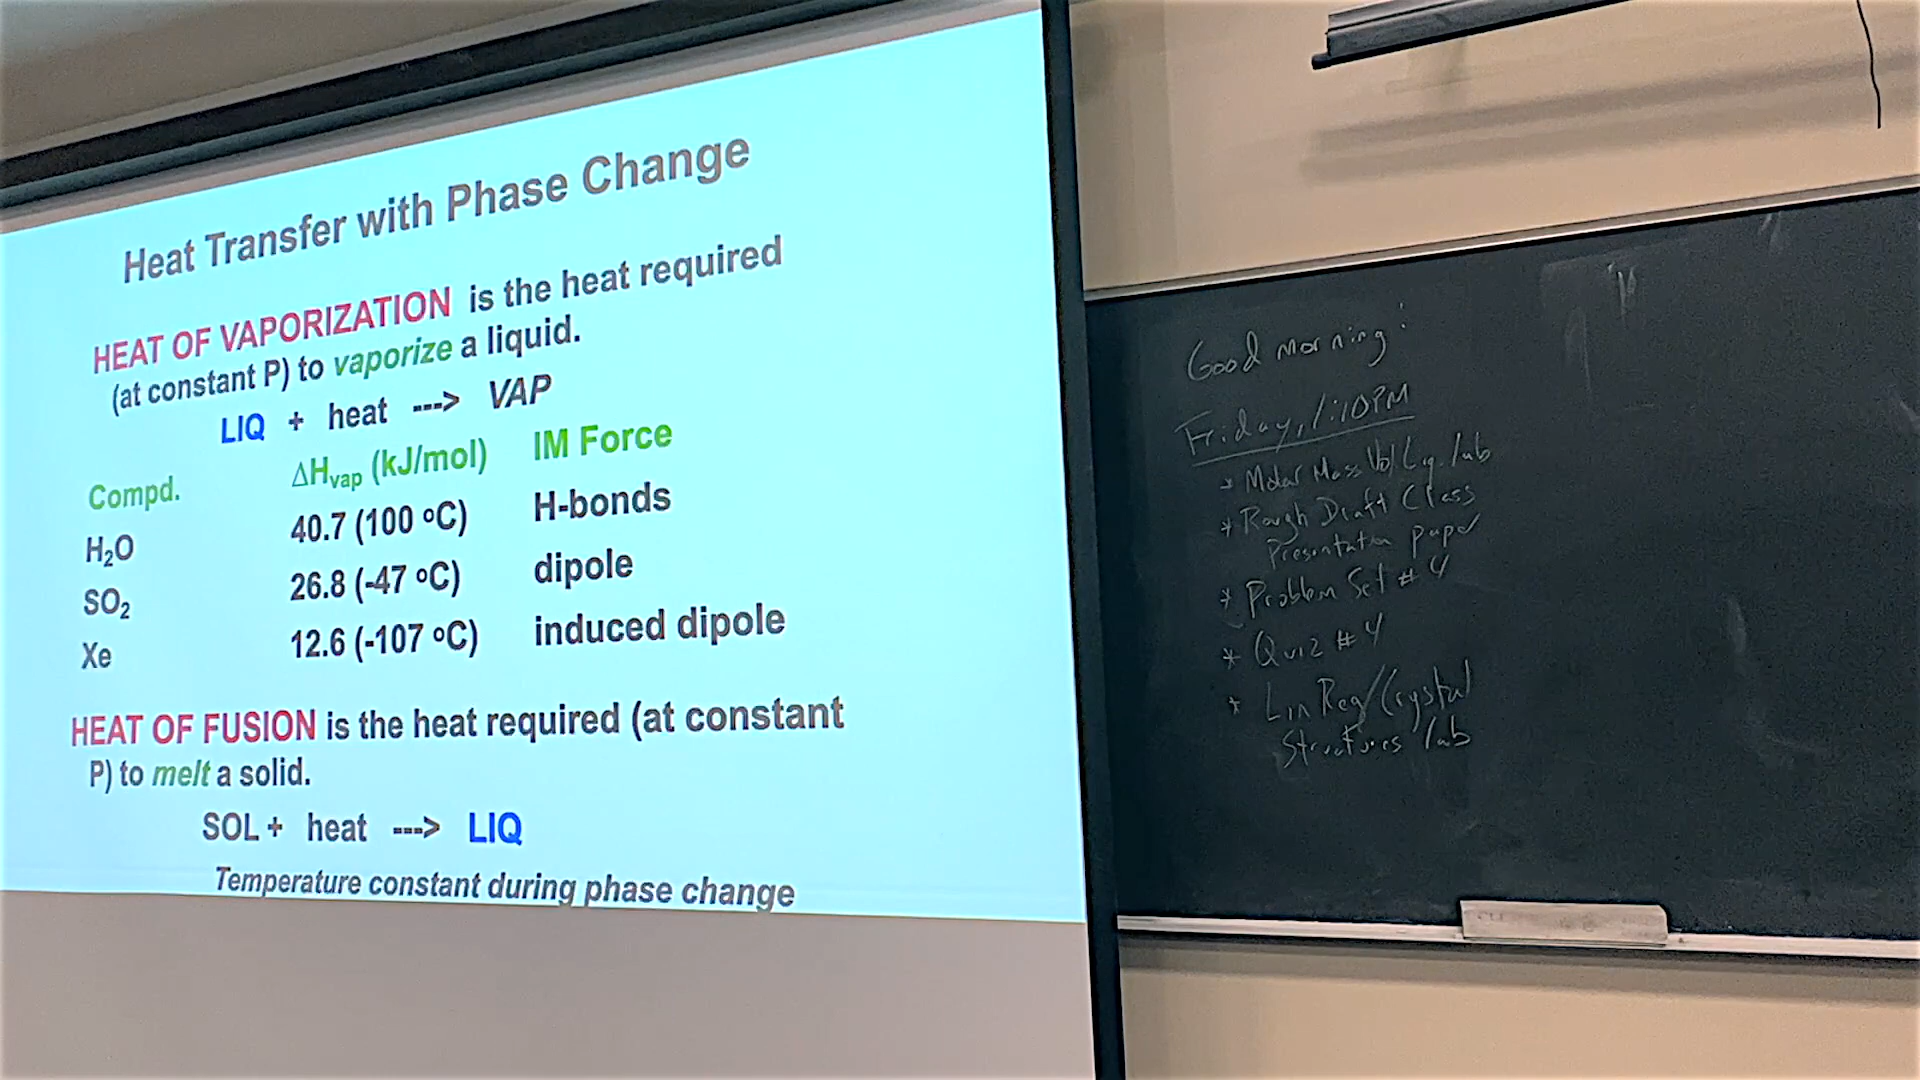 Heat Transfer with Phase Change
HEAT OF VAPORIZATION is the heat required
(at constant P) to vaporize a liquid.
LIQ + heat ---> VAP
Compd. ΔHvap (kJ/mol) IM Force
H₂O 40.7 (100 ºC) H-bonds
SO₂ 26.8 (-47 ºC) dipole
Xe 12.6 (-107 ºC) induced dipole
HEAT OF FUSION is the heat required (at constant
P) to melt a solid.
SOL + heat ---> LIQ
Temperature constant during phase change
Good morning!
Friday, 1:10PM
* Molar Mass Vol Liq. lab
* Rough Draft Class
Presentation paper
* Problem Set # 4
* Quiz # 4
* Lin Reg/Crystal
Structures lab